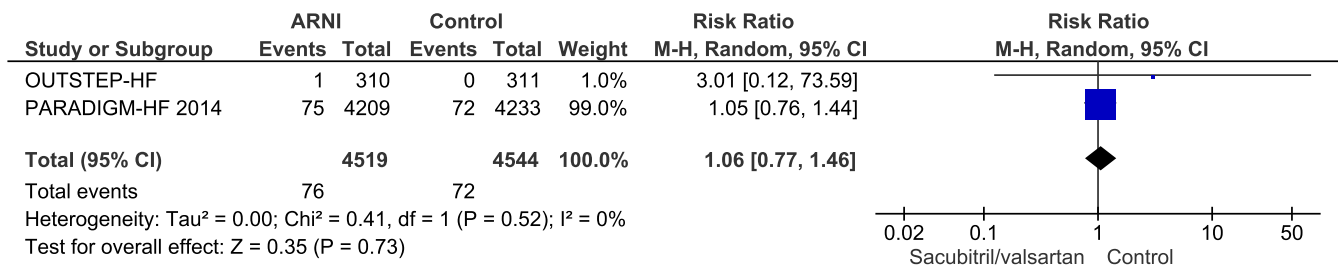 ARNI Control Risk Ratio Risk Ratio
Study or Subgroup Events Total Events Total Weight M-H, Random, 95% CI M-H, Random, 95% CI
OUTSTEP-HF 1 310 0 311 1.0% 3.01 [0.12, 73.59]
PARADIGM-HF 2014 75 4209 72 4233 99.0% 1.05 [0.76, 1.44]
Total (95% CI) 4519 4544 100.0% 1.06 [0.77, 1.46]
Total events 76 72
Heterogeneity: Tau² = 0.00; Chi² = 0.41, df = 1 (P = 0.52); I² = 0%
Test for overall effect: Z = 0.35 (P = 0.73)
0.02 0.1 1 10 50
Sacubitril/valsartan Control